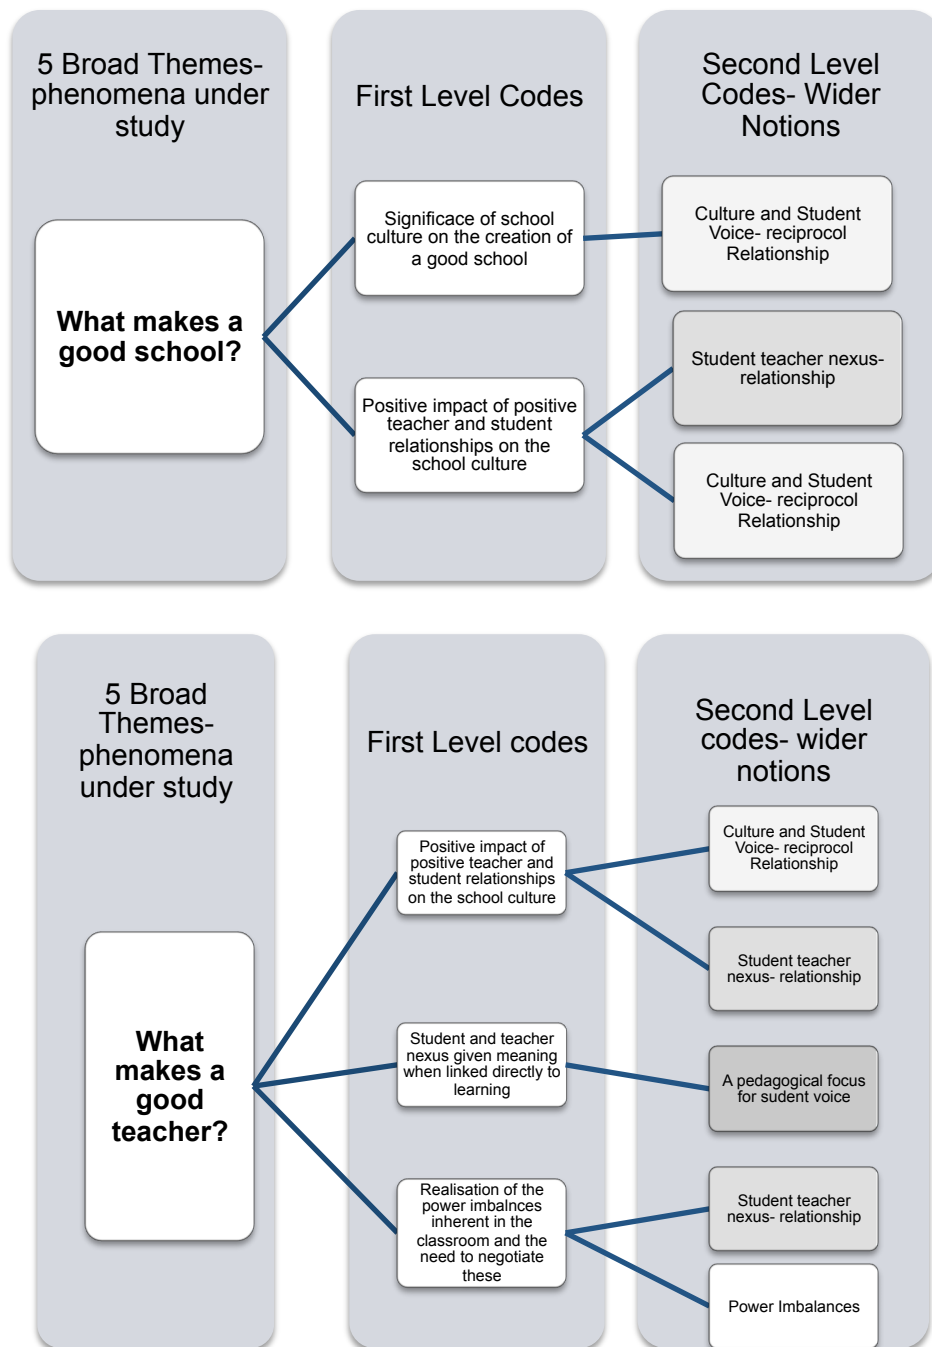 5 Broad Themes-
phenomena under
study
First Level Codes
Second Level
Codes- Wider
Notions
What makes a
good school?
Significace of school
culture on the creation of
a good school
Positive impact of positive
teacher and student
relationships on the
school culture
Culture and Student
Voice- reciprocol
Relationship
Student teacher nexus-
relationship
Culture and Student
Voice- reciprocol
Relationship
5 Broad
Themes-
phenomena
under study
First Level codes
Second Level
codes- wider
notions
What
makes a
good
teacher?
Positive impact of
positive teacher and
student relationships
on the school culture
Student and teacher
nexus given meaning
when linked directly to
learning
Realisation of the
power imbalnces
inherent in the
classroom and the
need to negotiate
these
Culture and Student
Voice- reciprocol
Relationship
Student teacher
nexus- relationship
A pedagogical focus
for sudent voice
Student teacher
nexus- relationship
Power Imbalances